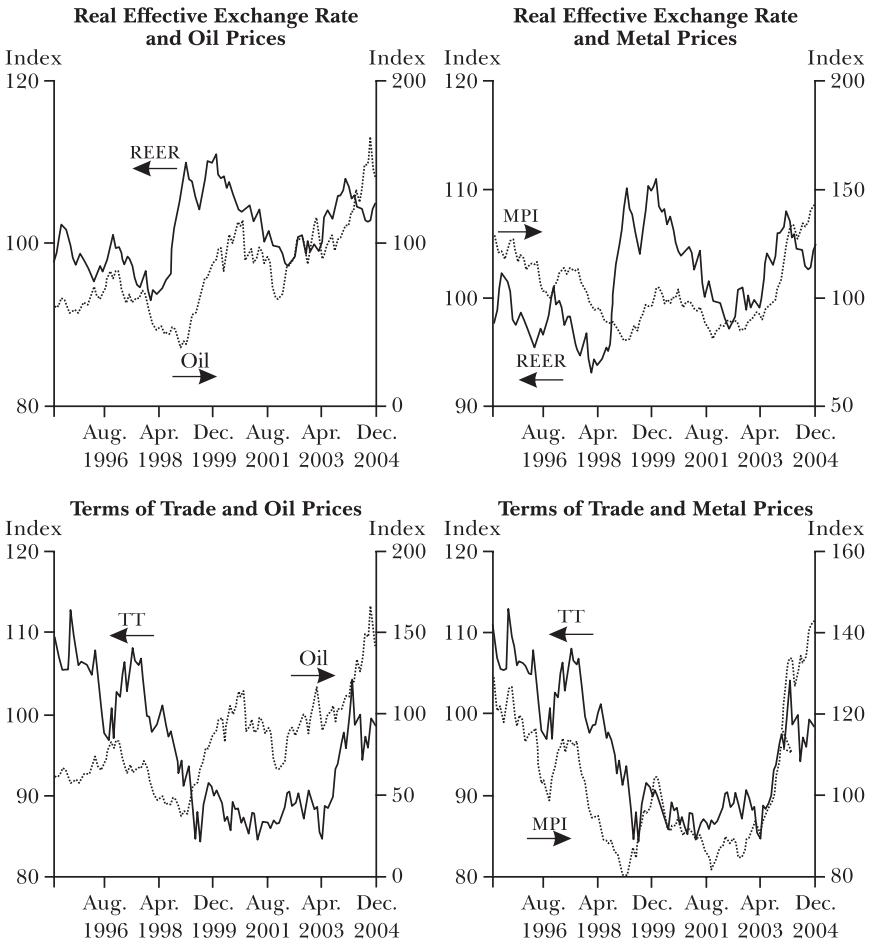 Real Effective Exchange Rate
and Oil Prices
Index
Index
120
200
REER
100
100
Oil
80
0
Aug. Apr. Dec. Aug. Apr. Dec.
1996 1998 1999 2001 2003 2004
Real Effective Exchange Rate
and Metal Prices
Index
Index
120
200
110
150
MPI
100
100
REER
90
50
Aug. Apr. Dec. Aug. Apr. Dec.
1996 1998 1999 2001 2003 2004
Terms of Trade and Oil Prices
Index
Index
120
200
TT
110
150
Oil
100
100
90
50
80
0
Aug. Apr. Dec. Aug. Apr. Dec.
1996 1998 1999 2001 2003 2004
Terms of Trade and Metal Prices
Index
Index
120
160
TT
110
140
100
120
90
100
MPI
80
80
Aug. Apr. Dec. Aug. Apr. Dec.
1996 1998 1999 2001 2003 2004